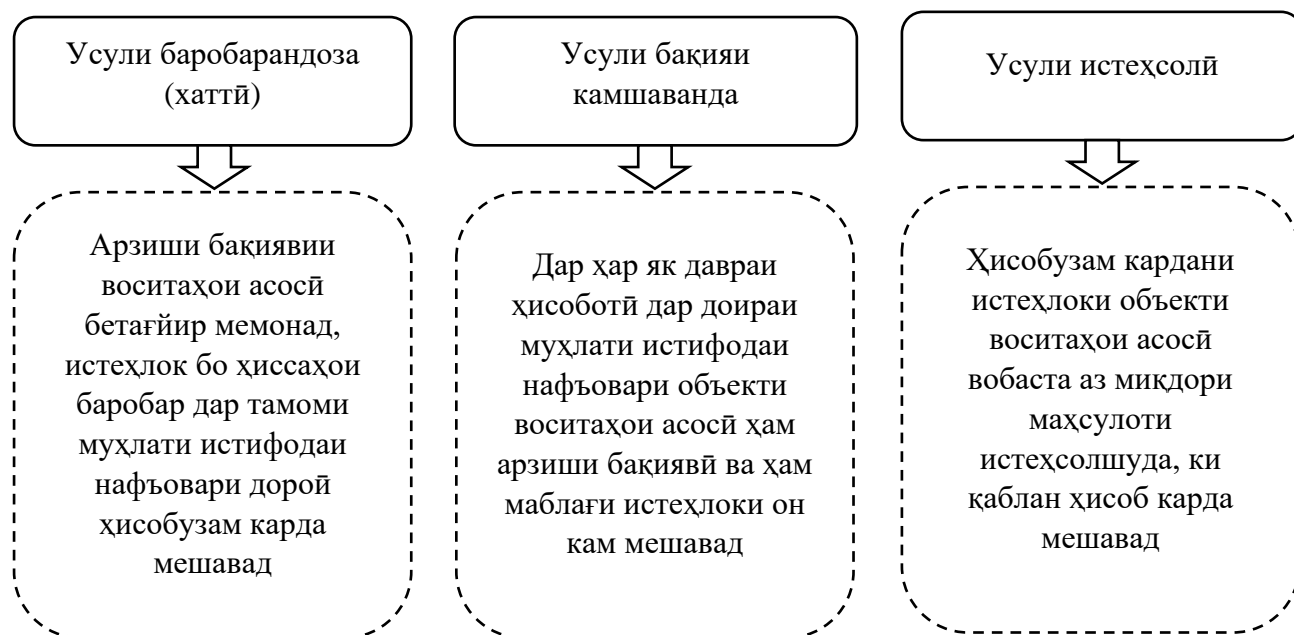 Усули баробарандоза
(хаттӣ)
Арзиши бақиявии
воситаҳои асосӣ
бетағйир мемонад,
истеҳлок бо ҳиссаҳои
баробар дар тамоми
муҳлати истифодаи
нафъовари дороӣ
ҳисобузам карда
мешавад
Усули бақияи
камшаванда
Дар ҳар як давраи
ҳисоботӣ дар доираи
муҳлати истифодаи
нафъовари объекти
воситаҳои асосӣ ҳам
арзиши бақиявӣ ва ҳам
маблағи истеҳлоки он
кам мешавад
Усули истеҳсолӣ
Ҳисобузам кардани
истеҳлоки объекти
воситаҳои асосӣ
вобаста аз миқдори
маҳсулоти
истеҳсолшуда, ки
қаблан ҳисоб карда
мешавад